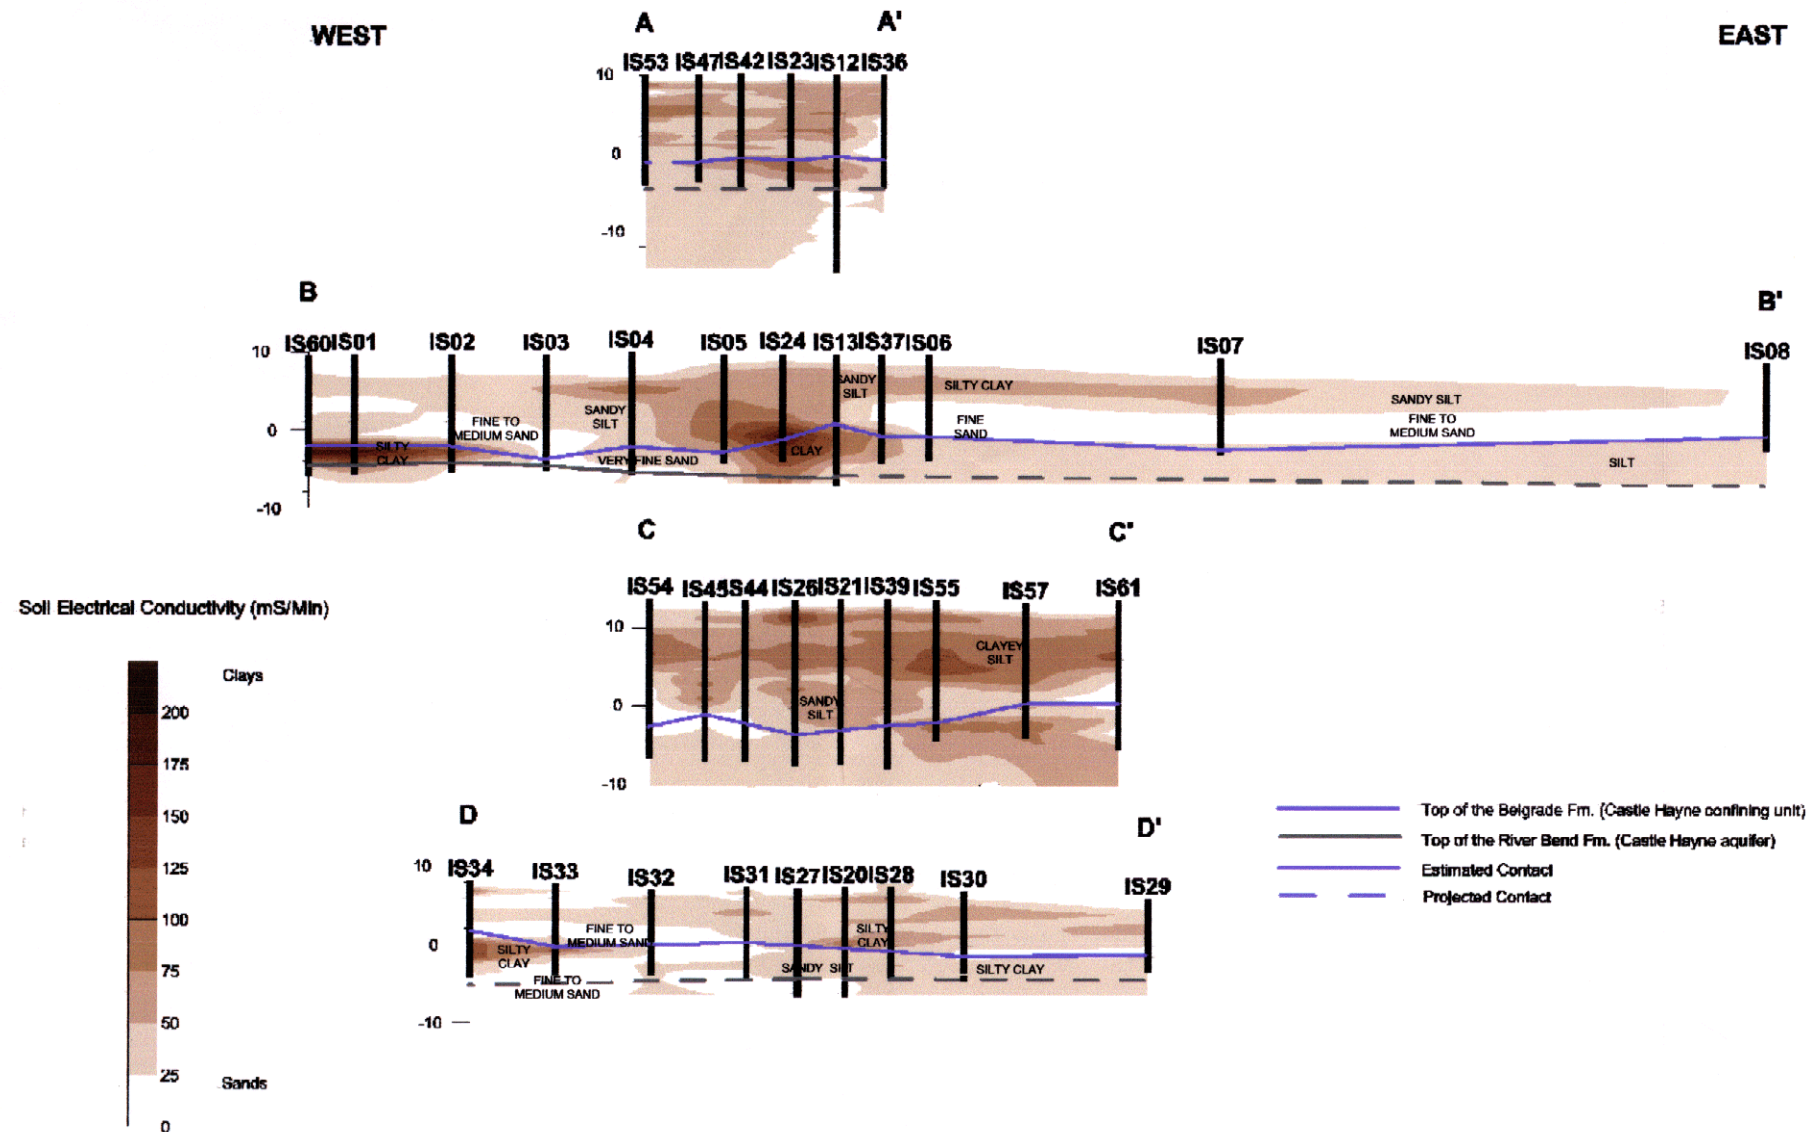 WEST
A
A'
EAST
IS53 IS47 IS42 IS23 IS12 IS36
10
0
-10
B
B'
IS60 IS01 IS02 IS03 IS04 IS05 IS24 IS13 IS37 IS06 IS07 IS08
10
0
-10
SANDY
SILT
SILTY CLAY
SANDY SILT
SANDY
SILT
FINE TO
MEDIUM SAND
FINE
SAND
FINE TO
MEDIUM SAND
SILTY
CLAY
VERY FINE SAND
CLAY
SILT
C
C'
IS54 IS45 IS44 IS26 IS21 IS39 IS55 IS57 IS61
10
0
-10
CLAYEY
SILT
SANDY
SILT
Soil Electrical Conductivity (mS/Min)
Clays
200
175
150
125
100
75
50
25
Sands
0
D
D'
IS34 IS33 IS32 IS31 IS27 IS20 IS28 IS30 IS29
10
0
-10
FINE TO
MEDIUM SAND
SILTY
CLAY
SILTY
CLAY
SANDY SILT
SILTY CLAY
FINE TO
MEDIUM SAND
Top of the Belgrade Fm. (Castle Hayne confining unit)
Top of the River Bend Fm. (Castle Hayne aquifer)
Estimated Contact
Projected Contact